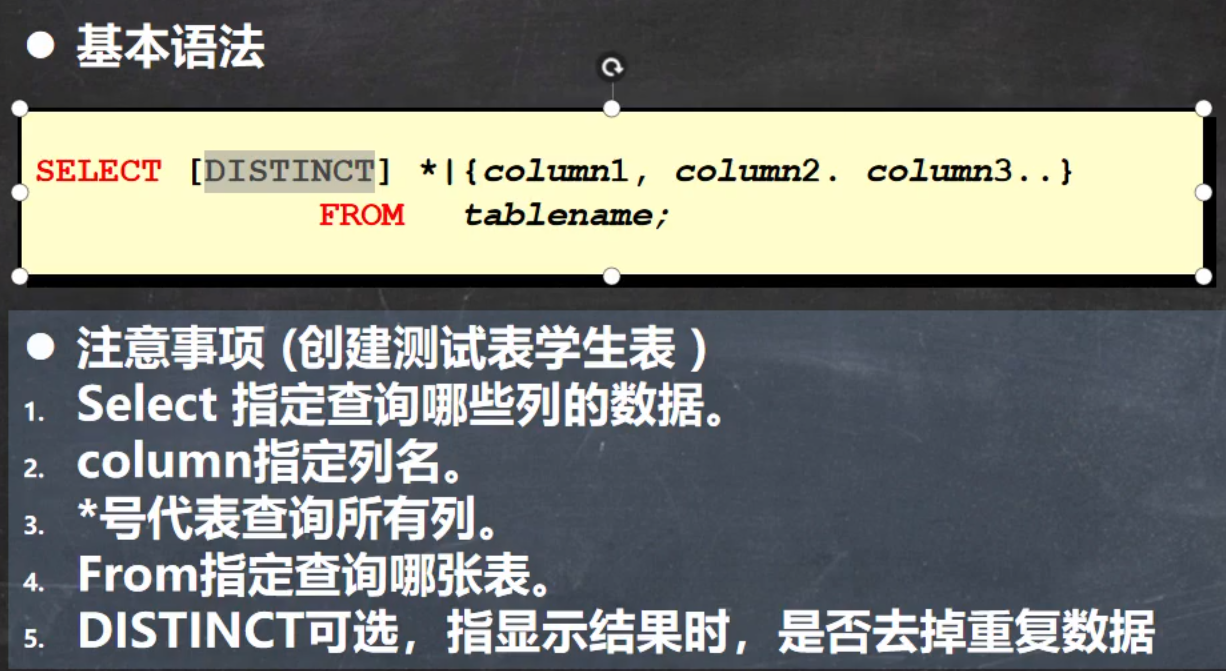 ● 基本语法
SELECT [DISTINCT] *|{column1, column2. column3..}
FROM tablename;
● 注意事项 (创建测试表学生表 )
1. Select 指定查询哪些列的数据。
2. column指定列名。
3. *号代表查询所有列。
4. From指定查询哪张表。
5. DISTINCT可选，指显示结果时，是否去掉重复数据